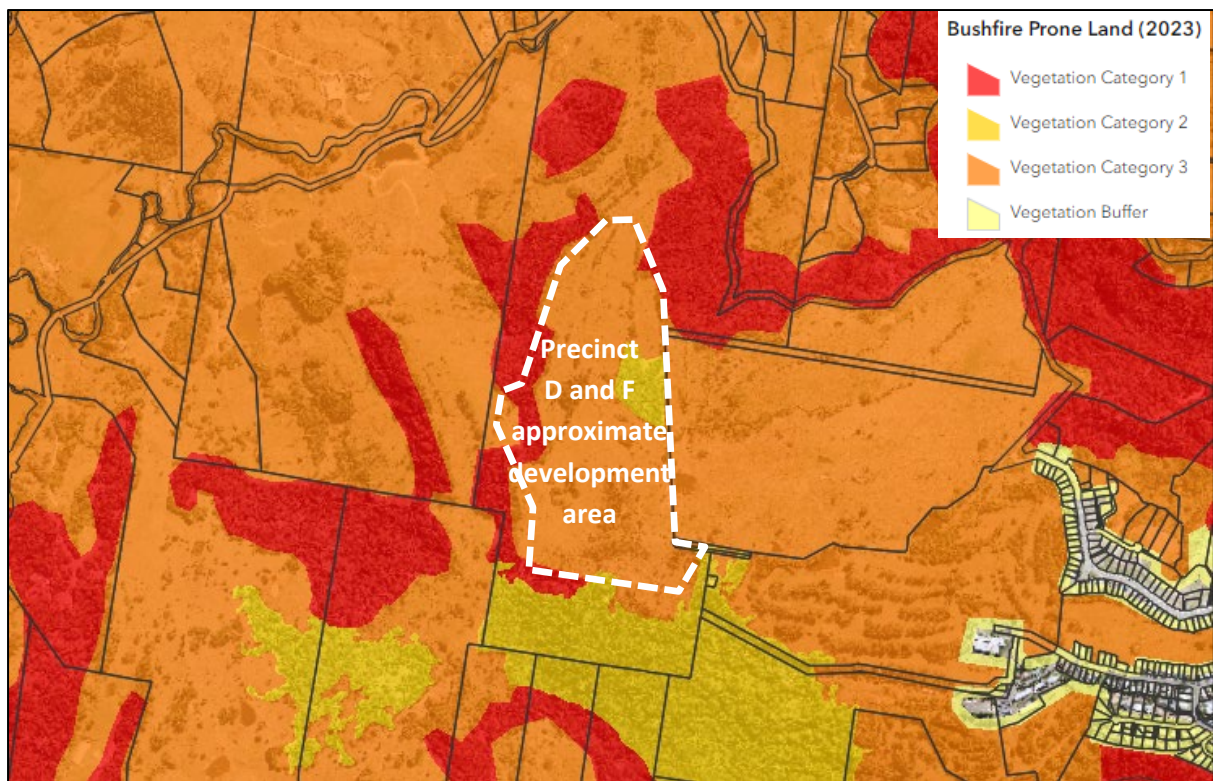 Bushfire Prone Land (2023)
Vegetation Category 1
Vegetation Category 2
Vegetation Category 3
Vegetation Buffer
Precinct
D and F
approximate
development
area